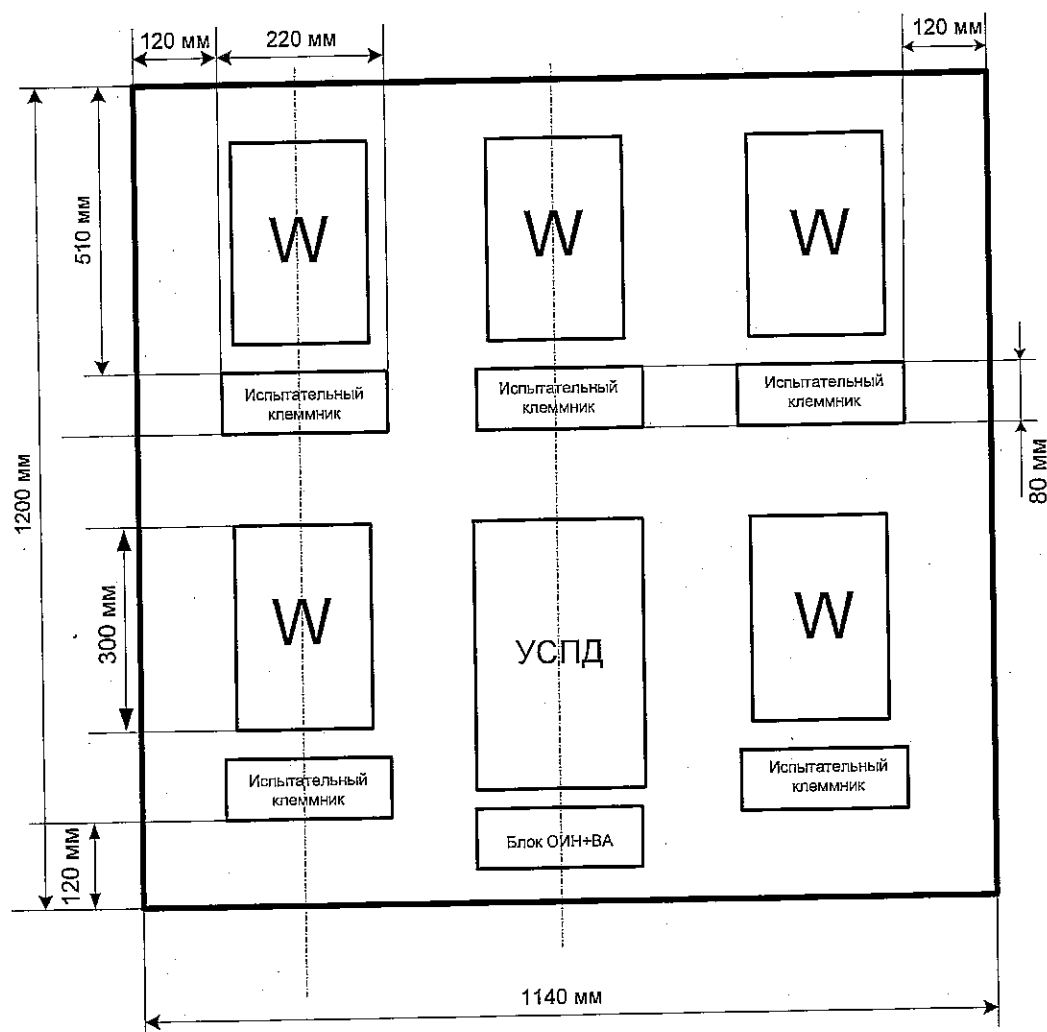 120 мм
220 мм
120 мм
510 мм
W
W
W
Испытательный
клеммник
Испытательный
клеммник
Испытательный
клеммник
80 мм
1200 мм
300 мм
W
УСПД
W
Испытательный
клеммник
Испытательный
клеммник
Блок ОИН+ВА
120 мм
1140 мм